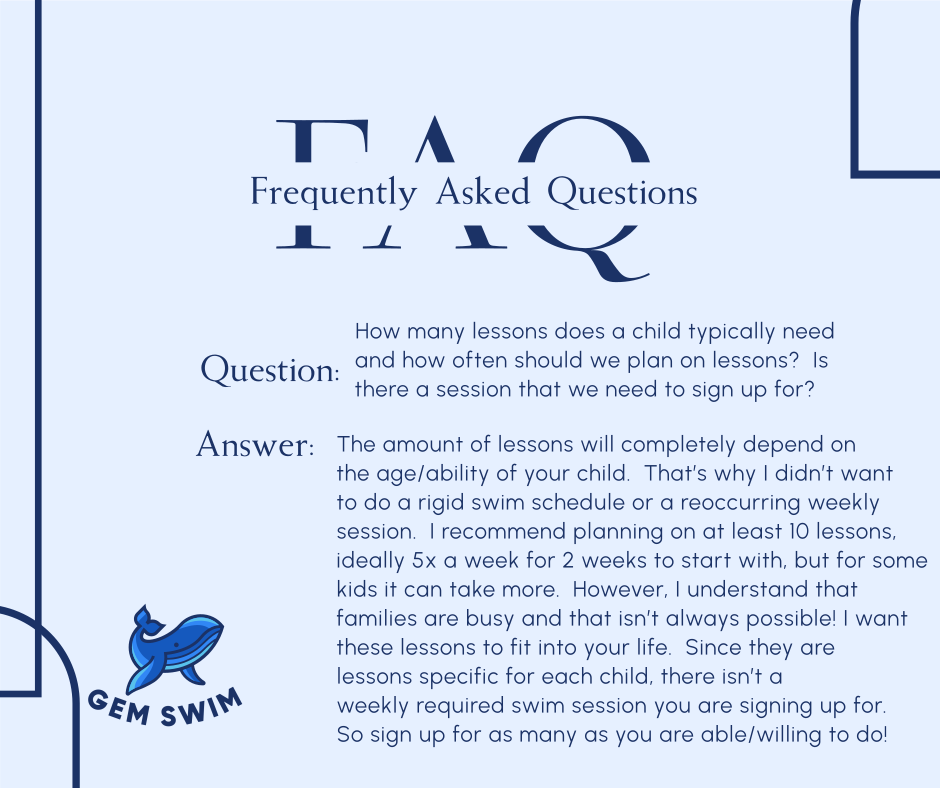 FAQ
Frequently Asked Questions
Question:
How many lessons does a child typically need
and how often should we plan on lessons?  Is
there a session that we need to sign up for?
Answer:
The amount of lessons will completely depend on
the age/ability of your child.  That's why I didn't want
to do a rigid swim schedule or a reoccurring weekly
session.  I recommend planning on at least 10 lessons,
ideally 5x a week for 2 weeks to start with, but for some
kids it can take more.  However, I understand that
families are busy and that isn't always possible! I want
these lessons to fit into your life.  Since they are
lessons specific for each child, there isn't a
weekly required swim session you are signing up for.
So sign up for as many as you are able/willing to do!
GEM SWIM